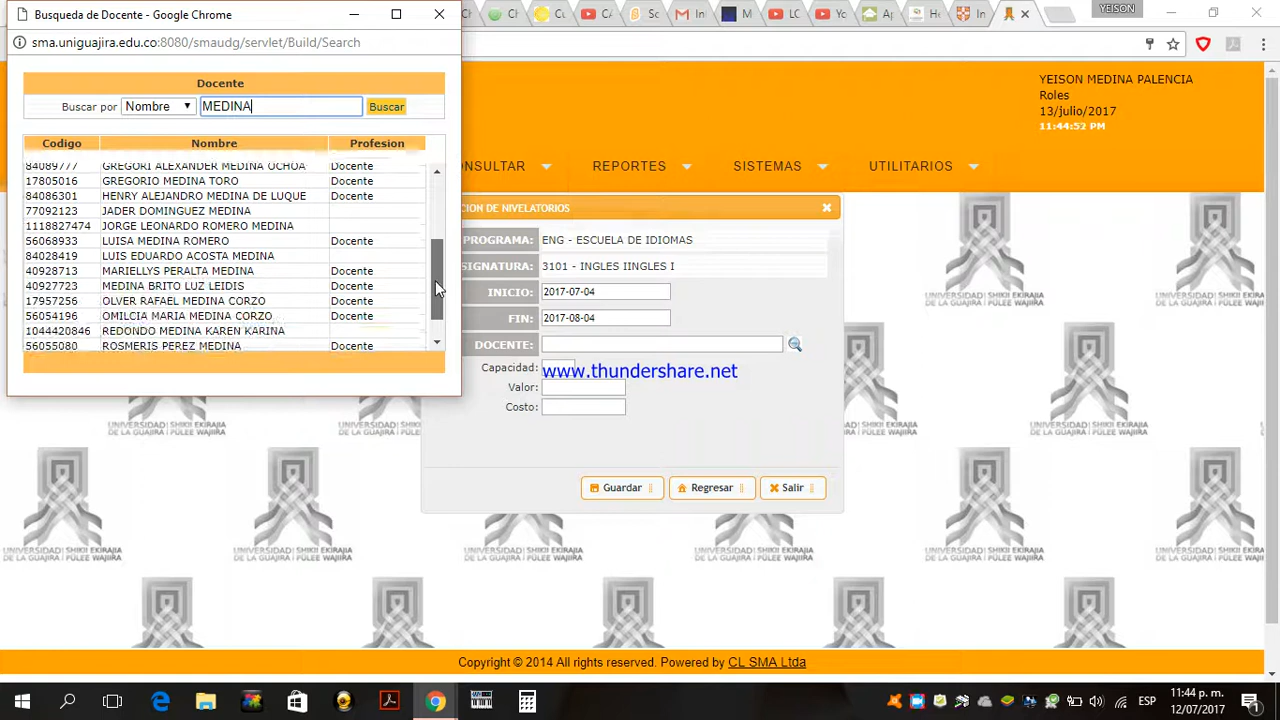 Busqueda de Docente - Google Chrome
sma.uniguajira.edu.co:8080/smaudg/servlet/Build/Search
Docente
Buscar por Nombre MEDINA Buscar
Codigo Nombre Profesion
84089777 GREGORI ALEXANDER MEDINA OCHOA Docente
17805016 GREGORIO MEDINA TORO Docente
84086301 HENRY ALEJANDRO MEDINA DE LUQUE Docente
77092123 JADER DOMINGUEZ MEDINA
1118827474 JORGE LEONARDO ROMERO MEDINA
56068933 LUISA MEDINA ROMERO Docente
84028419 LUIS EDUARDO ACOSTA MEDINA
40928713 MARIELLYS PERALTA MEDINA Docente
40927723 MEDINA BRITO LUZ LEIDIS Docente
17957256 OLVER RAFAEL MEDINA CORZO Docente
56054196 OMILCIA MARIA MEDINA CORZO Docente
1044420846 REDONDO MEDINA KAREN KARINA
56055080 ROSMERIS PEREZ MEDINA Docente
YEISON
YEISON MEDINA PALENCIA
Roles
13/julio/2017
11:44:52 PM
ONSULTAR REPORTES SISTEMAS UTILITARIOS
CION DE NIVELATORIOS
PROGRAMA: ENG - ESCUELA DE IDIOMAS
SIGNATURA: 3101 - INGLES IINGLES I
INICIO: 2017-07-04
FIN: 2017-08-04
DOCENTE:
Capacidad:
www.thundershare.net
Valor:
Costo:
Guardar Regresar Salir
UNIVERSIDAD SHIKII EKIRAJIA
DE LA GUAJIRA PÜLEE WAJIIRA
Copyright © 2014 All rights reserved. Powered by CL SMA Ltda
ESP
11:44 p. m.
12/07/2017